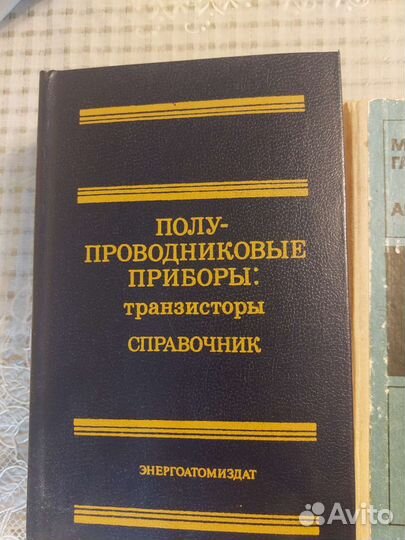 ПОЛУ-
ПРОВОДНИКОВЫЕ
ПРИБОРЫ:
транзисторы
СПРАВОЧНИК
ЭНЕРГОАТОМИЗДАТ
Avito